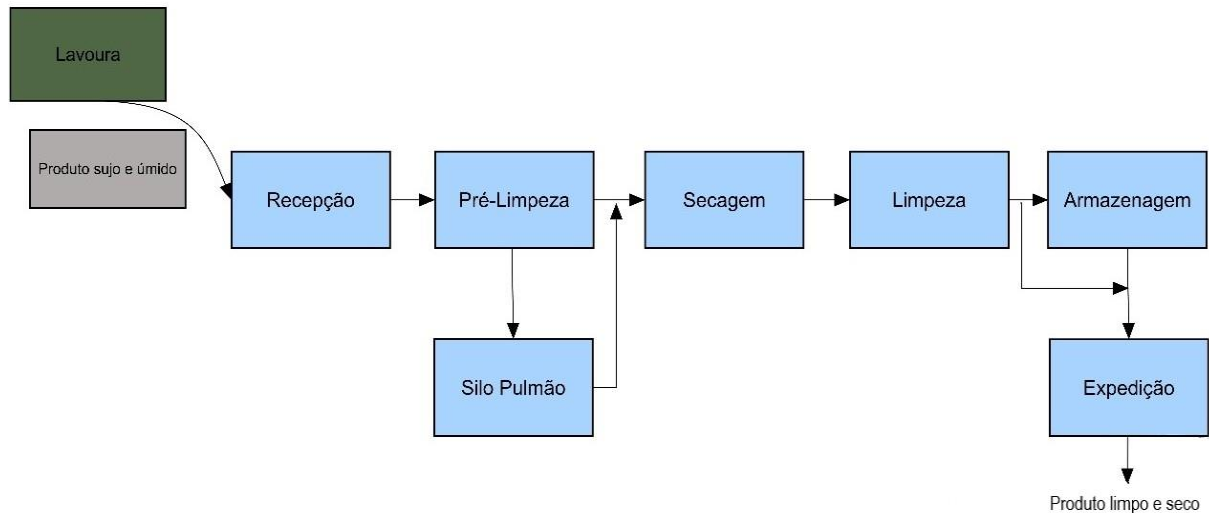 Lavoura
Produto sujo e úmido
Recepção
Pré-Limpeza
Secagem
Limpeza
Armazenagem
Silo Pulmão
Expedição
Produto limpo e seco